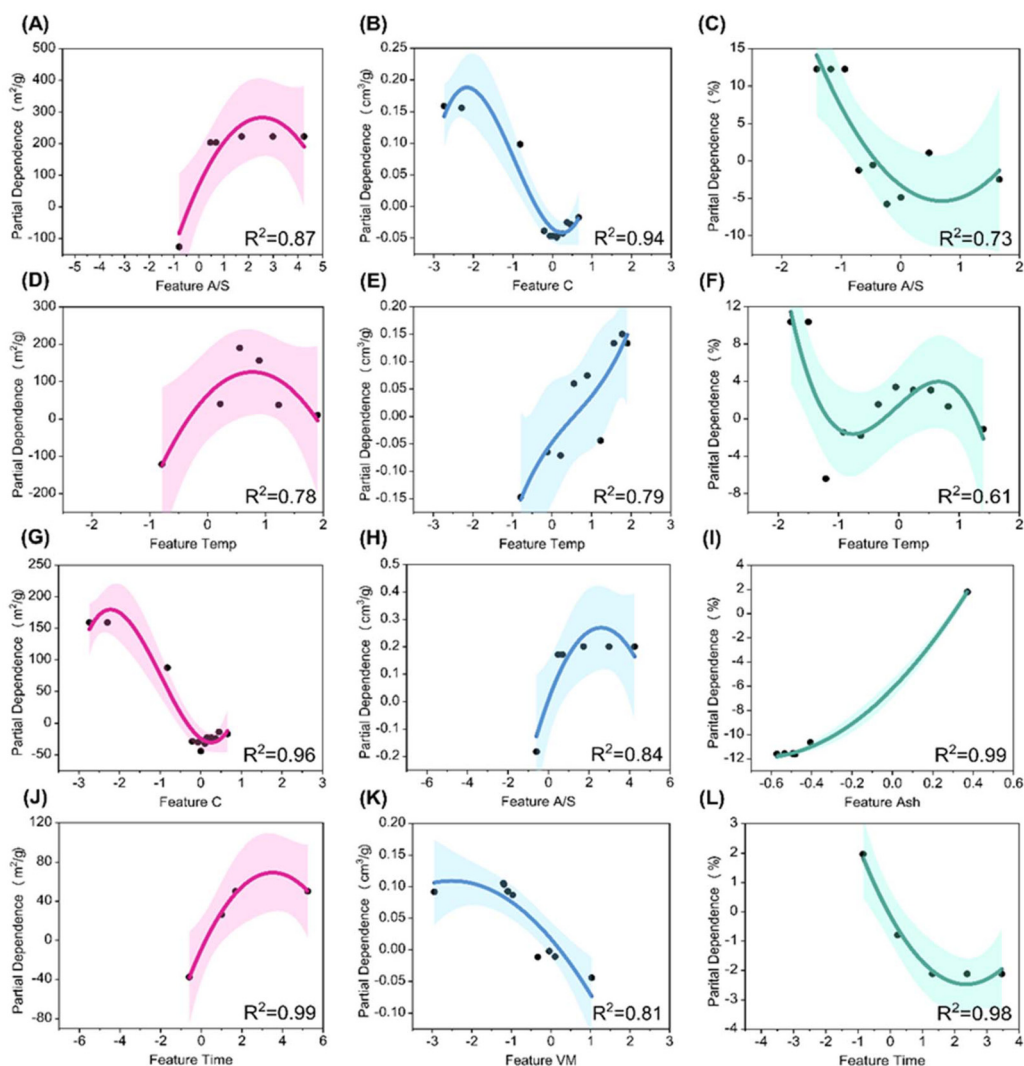 (A)
500
400
300
200
100
0
-100
Partial Dependence ( m²/g)
R²=0.87
-5 -4 -3 -2 -1 0 1 2 3 4 5
Feature A/S
(B)
0.25
0.20
0.15
0.10
0.05
0.00
-0.05
Partial Dependence ( cm³/g)
R²=0.94
-3 -2 -1 0 1 2 3
Feature C
(C)
15
10
5
0
-5
-10
Parital Dependence ( %)
R²=0.73
-2 -1 0 1 2
Feature A/S
(D)
300
200
100
0
-100
-200
Partial Dependence ( m²/g)
R²=0.78
-2 -1 0 1 2
Feature Temp
(E)
0.20
0.15
0.10
0.05
0.00
-0.05
-0.10
-0.15
Partial Dependence ( cm³/g)
R²=0.79
-3 -2 -1 0 1 2 3
Feature Temp
(F)
12
8
4
0
-4
-8
Parital Dependence ( %)
R²=0.61
-2 -1 0 1 2
Feature Temp
(G)
250
200
150
100
50
0
-50
Partial Dependence ( m²/g)
R²=0.96
-3 -2 -1 0 1 2 3
Feature C
(H)
0.5
0.4
0.3
0.2
0.1
0.0
-0.1
-0.2
Partial Dependence ( cm³/g)
R²=0.84
-6 -4 -2 0 2 4 6
Feature A/S
(I)
4
2
0
-2
-4
-6
-8
-10
-12
Parital Dependence ( %)
R²=0.99
-0.6 -0.4 -0.2 0.0 0.2 0.4 0.6
Feature Ash
(J)
120
80
40
0
-40
-80
Partial Dependence ( m²/g)
R²=0.99
-6 -4 -2 0 2 4 6
Feature Time
(K)
0.20
0.15
0.10
0.05
0.00
-0.05
-0.10
Partial Dependence ( cm³/g)
R²=0.81
-3 -2 -1 0 1 2 3
Feature VM
(L)
3
2
1
0
-1
-2
-3
-4
Parital Dependence ( %)
R²=0.98
-4 -3 -2 -1 0 1 2 3 4
Feature Time